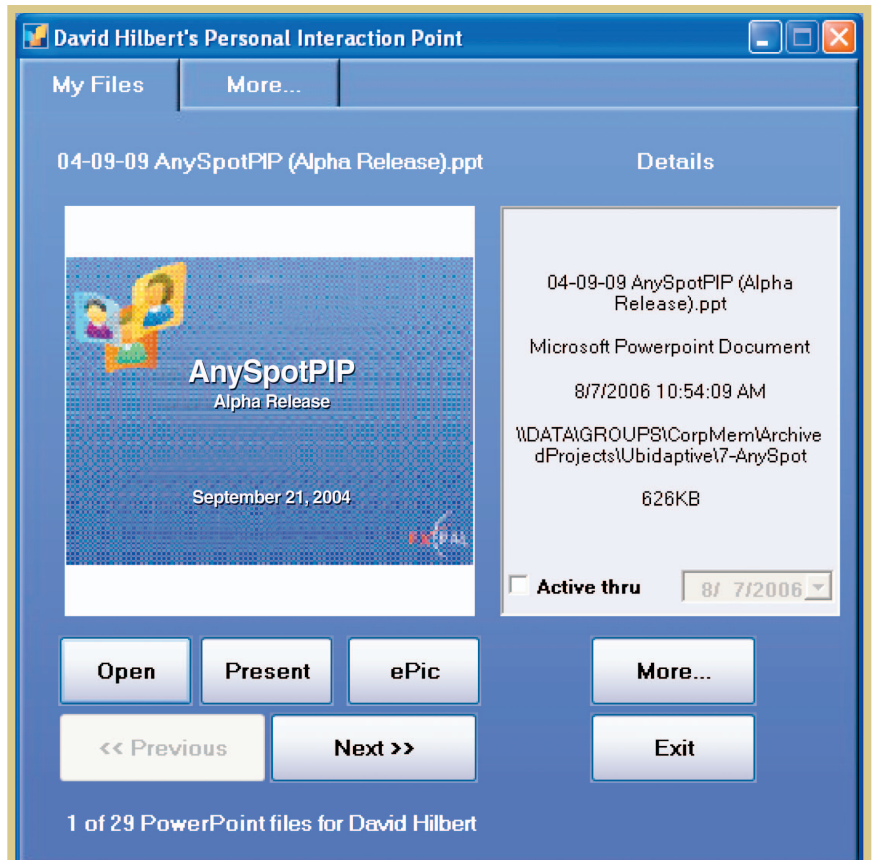 David Hilbert's Personal Interaction Point
My Files
More...
04-09-09 AnySpotPIP (Alpha Release).ppt
Details
AnySpotPIP
Alpha Release
September 21, 2004
FXPAL
04-09-09 AnySpotPIP (Alpha
Release).ppt
Microsoft Powerpoint Document
8/7/2006 10:54:09 AM
\\DATA\GROUPS\CorpMem\Archive
dProjects\Ubidaptive\7-AnySpot
626KB
Active thru
8/ 7/2006
Open
Present
ePic
More...
<< Previous
Next >>
Exit
1 of 29 PowerPoint files for David Hilbert